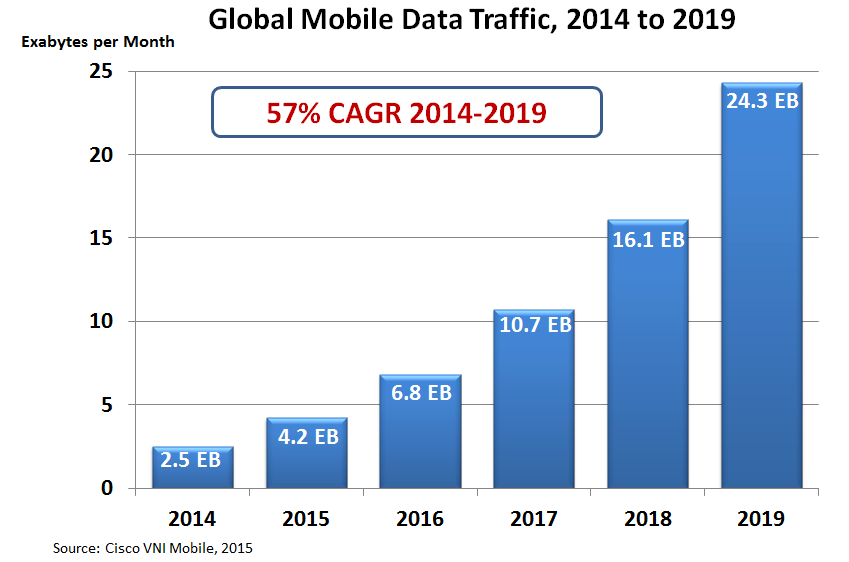 Global Mobile Data Traffic, 2014 to 2019
Exabytes per Month
57% CAGR 2014-2019
25
20
15
10
5
0
2.5 EB
4.2 EB
6.8 EB
10.7 EB
16.1 EB
24.3 EB
2014 2015 2016 2017 2018 2019
Source: Cisco VNI Mobile, 2015